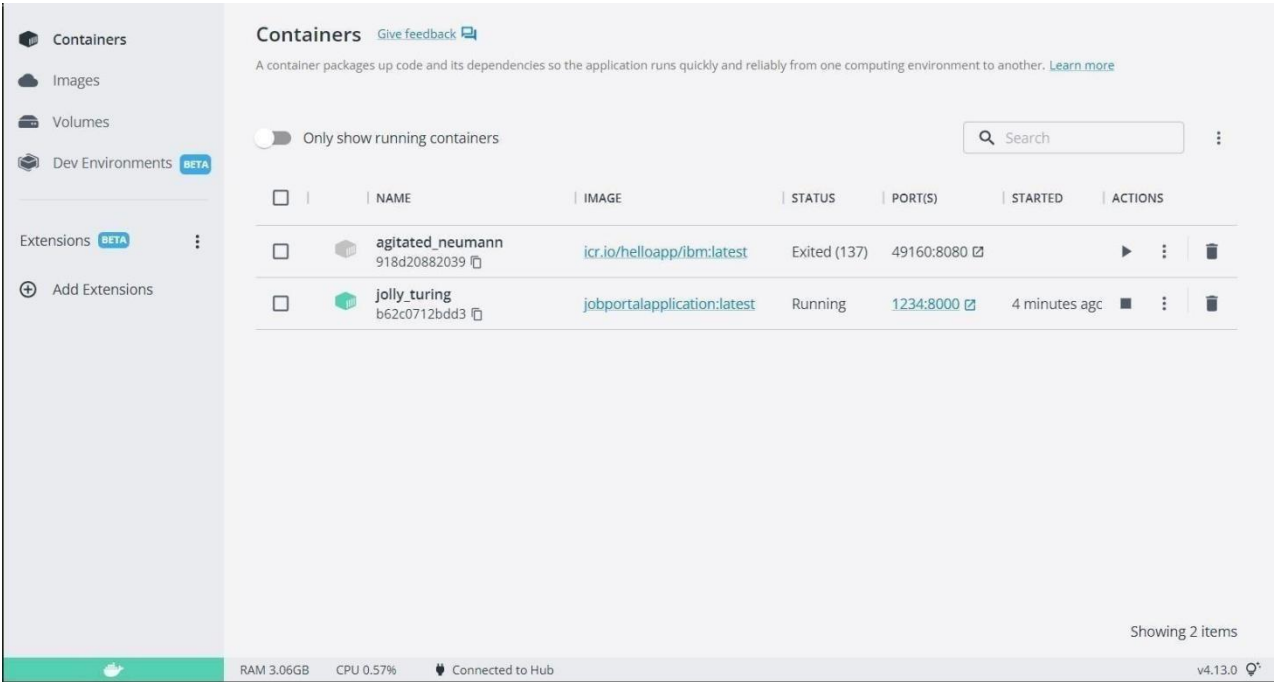 Containers
Images
Volumes
Dev Environments BETA
Extensions BETA
Add Extensions
Containers Give feedback
A container packages up code and its dependencies so the application runs quickly and reliably from one computing environment to another. Learn more
Only show running containers
Search
NAME IMAGE STATUS PORT(S) STARTED ACTIONS
agitated_neumann
918d20882039
icr.io/helloapp/ibm:latest Exited (137) 49160:8080
jolly_turing
b62c0712bdd3
jobportalapplication:latest Running 1234:8000 4 minutes agc
Showing 2 items
RAM 3.06GB CPU 0.57% Connected to Hub v4.13.0